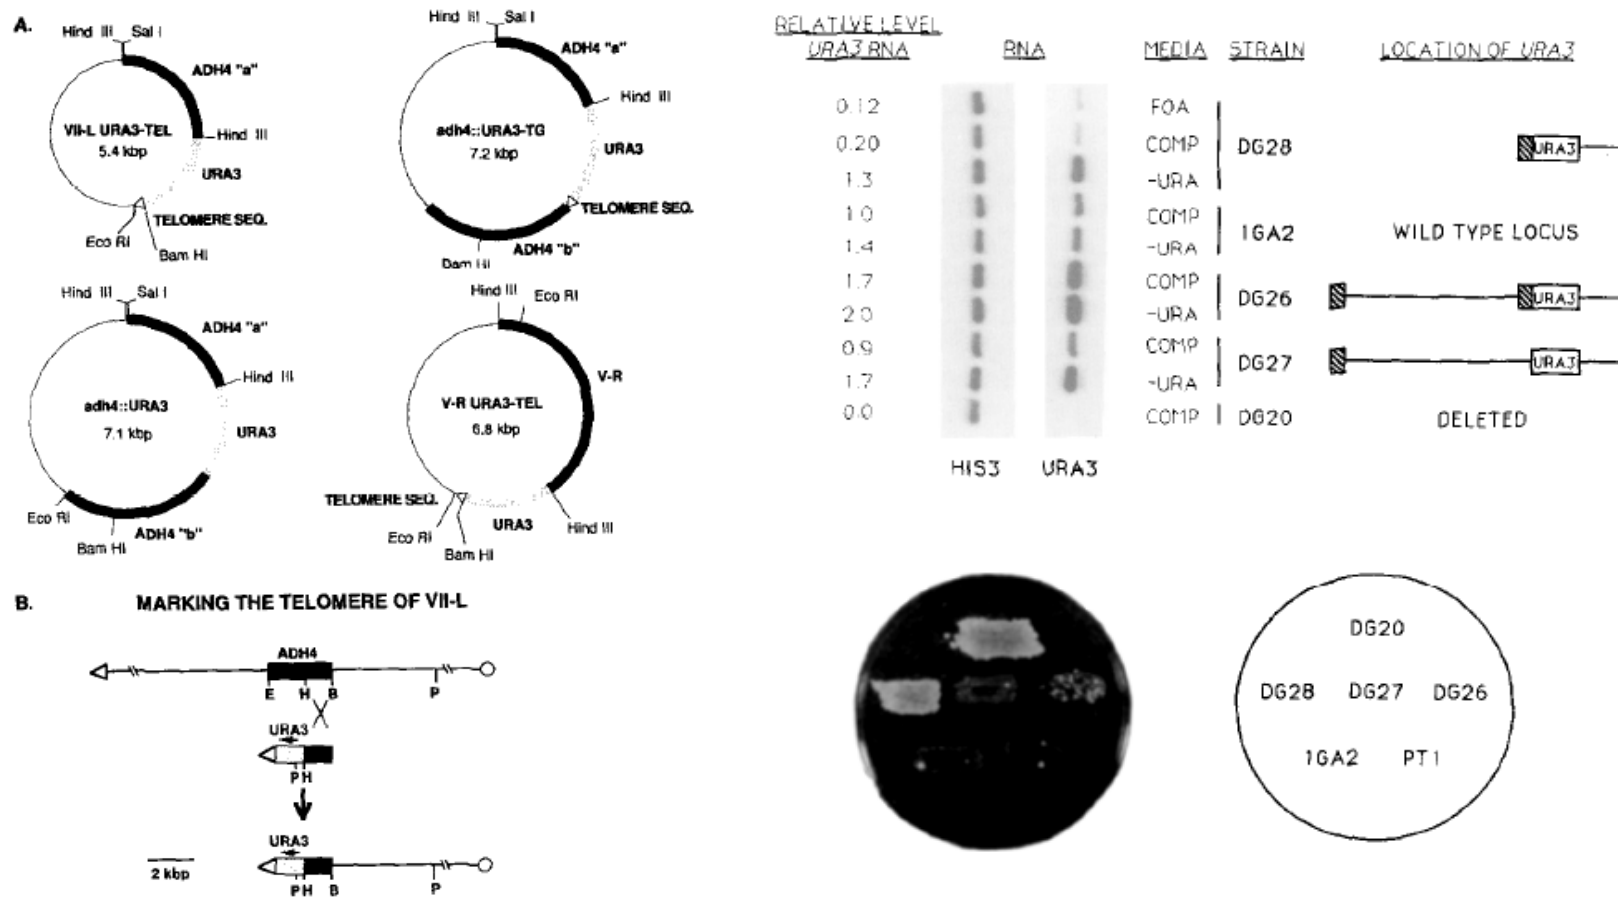 A.
Hind III Sal I
ADH4 "a"
Hind III
VII-L URA3-TEL
5.4 kbp
URA3
TELOMERE SEQ.
Eco RI
Bam HI
Hind III Sal I
ADH4 "a"
Hind III
adh4::URA3-TG
7.2 kbp
URA3
TELOMERE SEQ.
ADH4 "b"
Bam HI
Hind III Sal I
ADH4 "a"
Hind III
adh4::URA3
7.1 kbp
URA3
Eco RI
Bam HI
ADH4 "b"
Hind III
Eco RI
V-R
V-R URA3-TEL
6.8 kbp
TELOMERE SEQ.
Eco RI
URA3
Hind III
Bam HI
B. MARKING THE TELOMERE OF VII-L
ADH4
E H B P
URA3
P H
URA3
2 kbp
P H B P
RELATIVE LEVEL
URA3 RNA RNA MEDIA STRAIN LOCATION OF URA3
0.12 FOA
0.20 COMP DG28 URA3
1.3 -URA
1.0 COMP
1GA2 WILD TYPE LOCUS
1.4 -URA
1.7 COMP
DG26 URA3
2.0 -URA
0.9 COMP
DG27 URA3
1.7 -URA
0.0 COMP DG20 DELETED
HIS3 URA3
DG20
DG28 DG27 DG26
1GA2 PT1